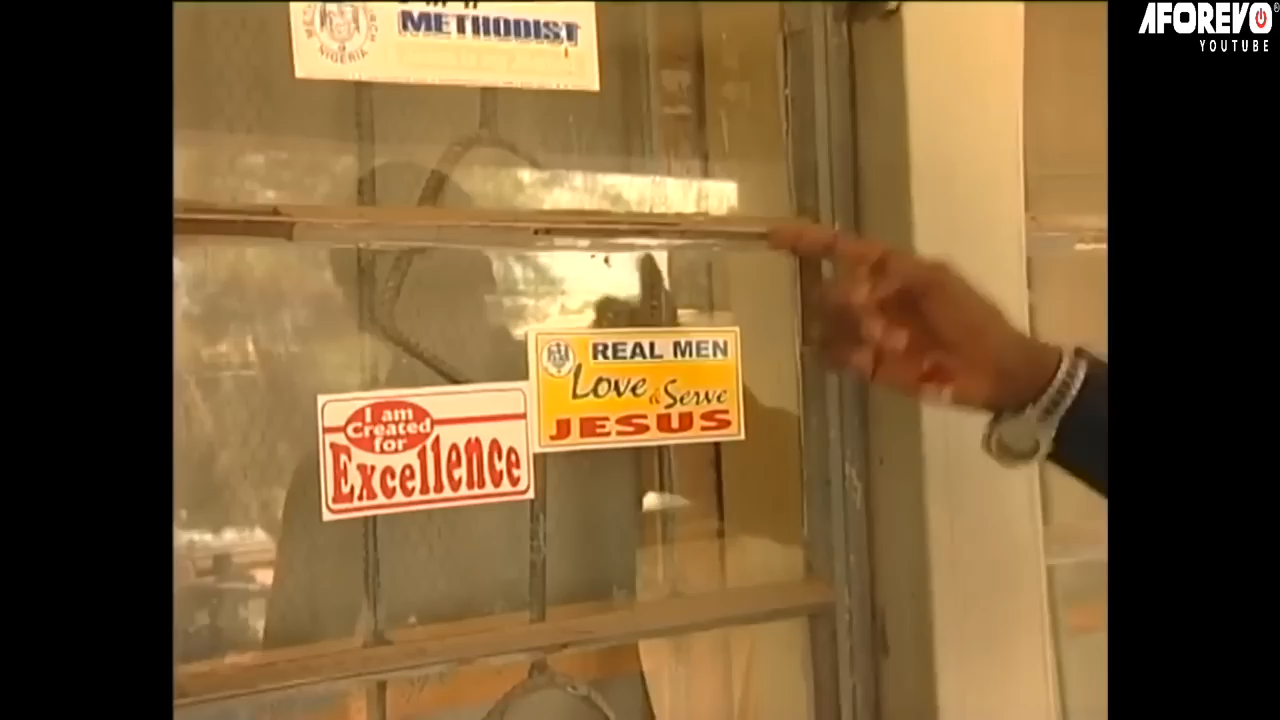 AFOREVO
YOUTUBE
METHODIST
NIGERIA
REAL MEN
Love & Serve
JESUS
I am
Created
for
Excellence